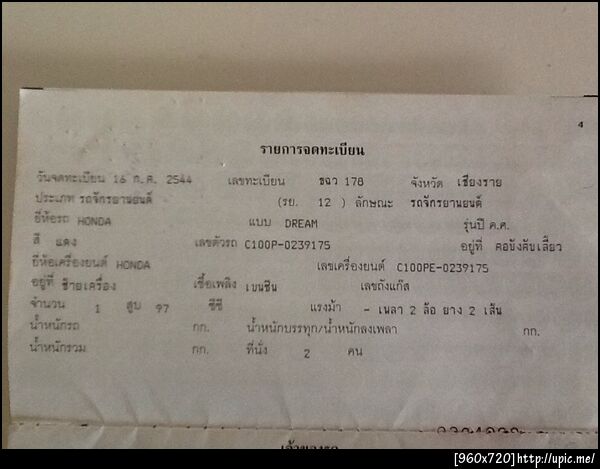 4
รายการจดทะเบียน
วันจดทะเบียน 16 ก.ค. 2544 เลขทะเบียน ขฉว 178 จังหวัด เชียงราย
ประเภท รถจักรยานยนต์ (รย. 12 ) ลักษณะ รถจักรยานยนต์
ยี่ห้อรถ HONDA แบบ DREAM รุ่นปี ค.ศ.
สี แดง เลขตัวรถ C100P-0239175 อยู่ที่ คอบังคับเลี้ยว
ยี่ห้อเครื่องยนต์ HONDA เลขเครื่องยนต์ C100PE-0239175
อยู่ที่ ซ้ายเครื่อง เชื้อเพลิง เบนซิน เลขถังแก๊ส
จำนวน 1 สูบ 97 ซีซี แรงม้า - เพลา 2 ล้อ ยาง 2 เส้น
น้ำหนักรถ กก. น้ำหนักบรรทุก/น้ำหนักลงเพลา กก.
น้ำหนักรวม กก. ที่นั่ง 2 คน
เจ้าของรถ
[960x720]http://upic.me/